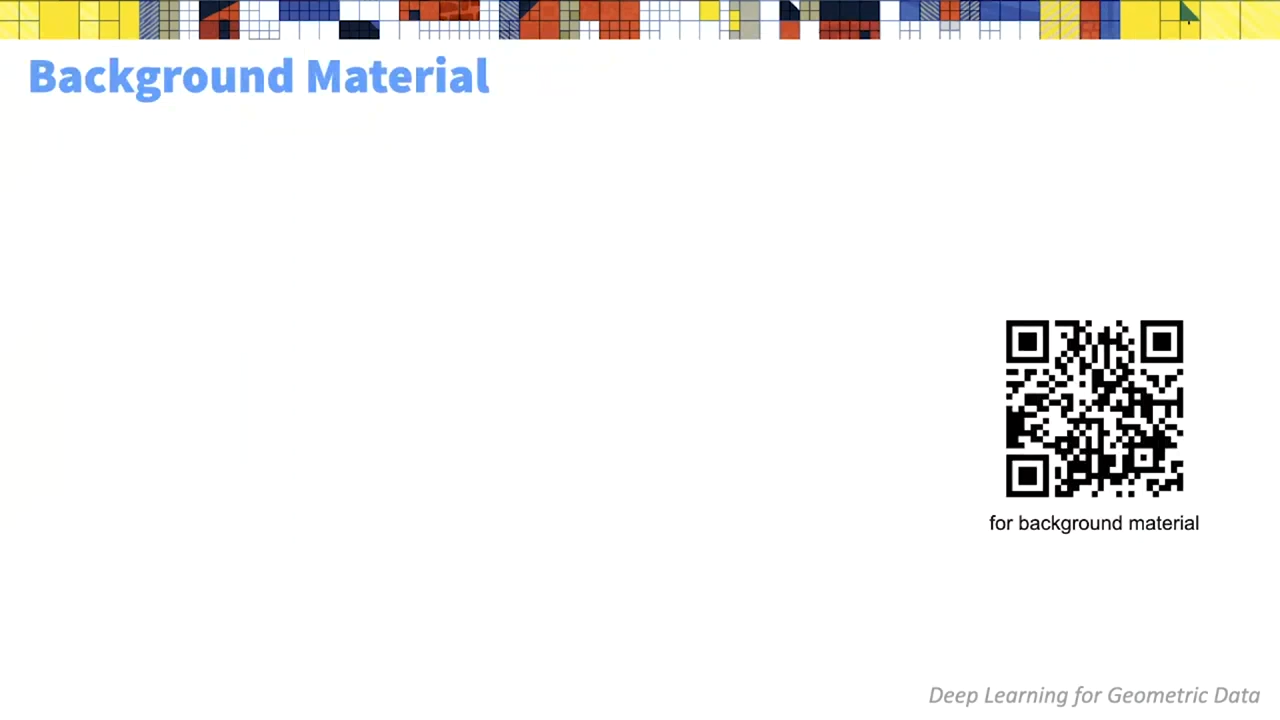 Background Material
for background material
Deep Learning for Geometric Data